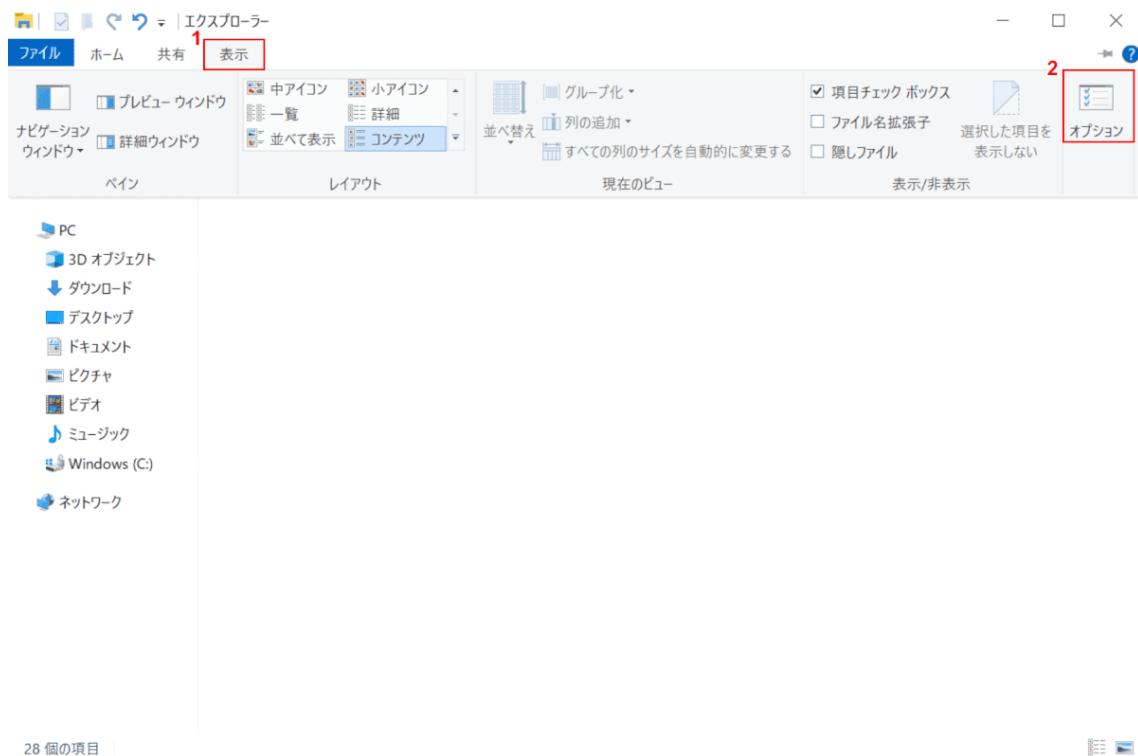 エクスプローラー
1
ファイル ホーム 共有 表示
2
ナビゲーション
ウィンドウ
プレビュー ウィンドウ
詳細ウィンドウ
ペイン
中アイコン 小アイコン
一覧 詳細
並べて表示 コンテンツ
レイアウト
並べ替え
グループ化
列の追加
すべての列のサイズを自動的に変更する
現在のビュー
項目チェック ボックス
ファイル名拡張子
隠しファイル
選択した項目を
表示しない
表示/非表示
オプション
PC
3D オブジェクト
ダウンロード
デスクトップ
ドキュメント
ピクチャ
ビデオ
ミュージック
Windows (C:)
ネットワーク
28 個の項目